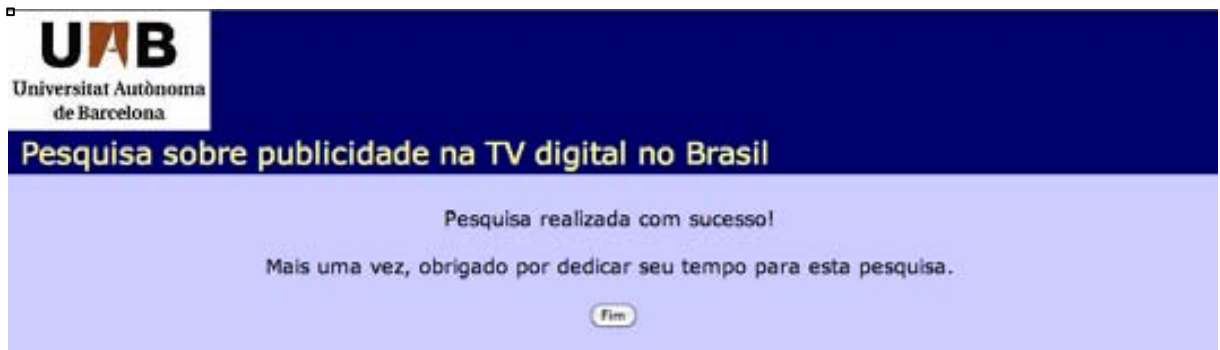 UAB
Universitat Autònoma
de Barcelona
Pesquisa sobre publicidade na TV digital no Brasil
Pesquisa realizada com sucesso!
Mais uma vez, obrigado por dedicar seu tempo para esta pesquisa.
Fim